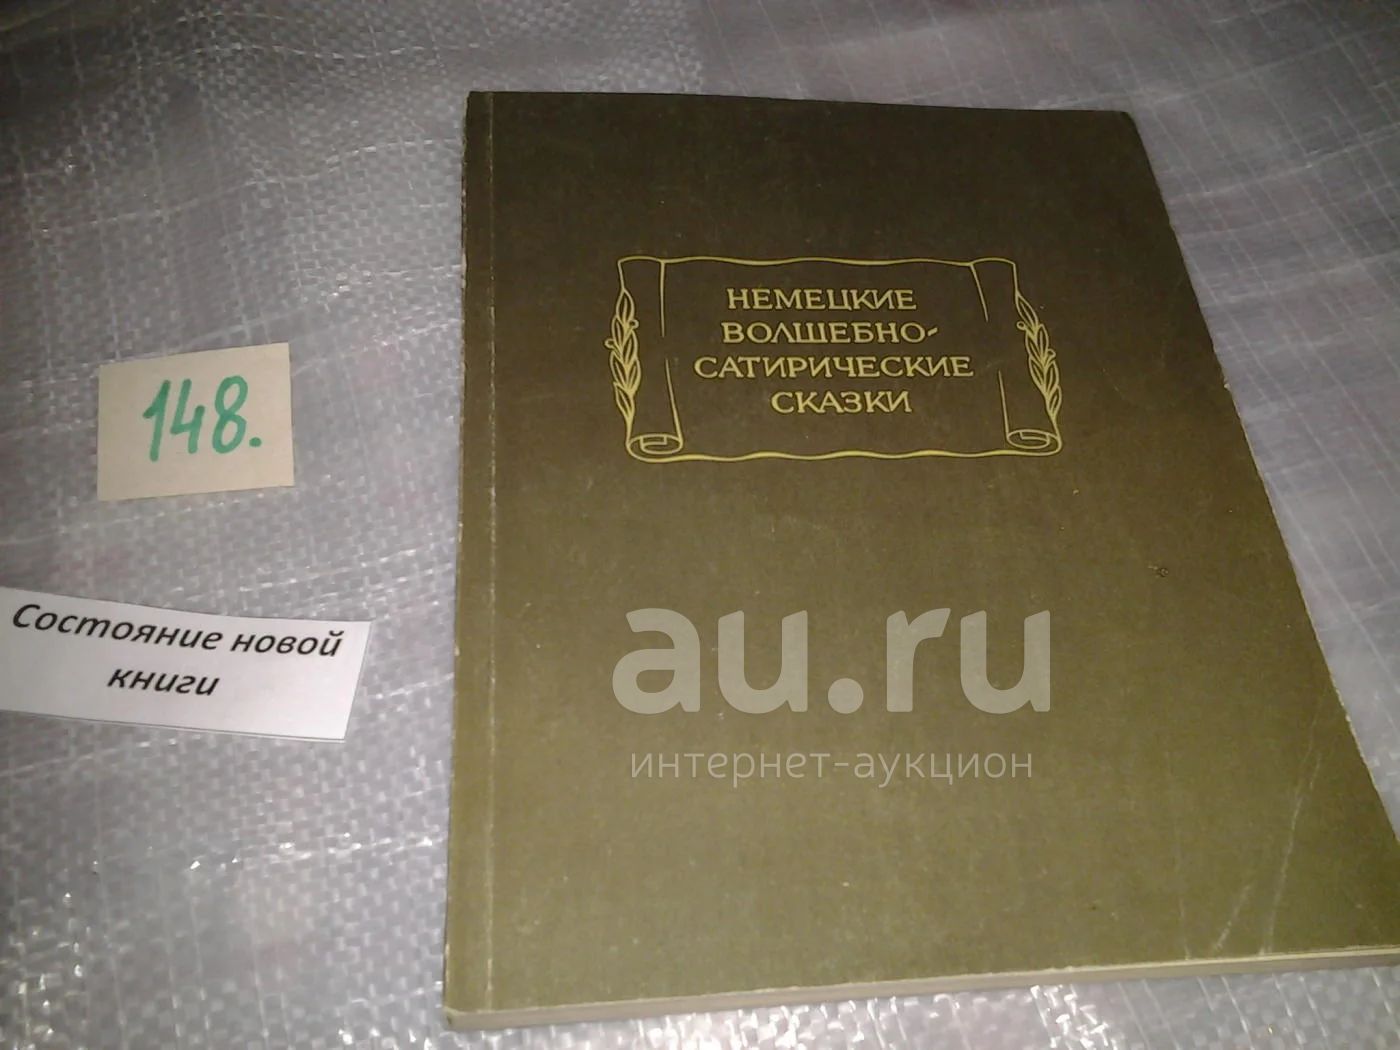 НЕМЕЦКИЕ
ВОЛШЕБНО-
САТИРИЧЕСКИЕ
СКАЗКИ
148.
Состояние новой
книги
au.ru
интернет-аукцион